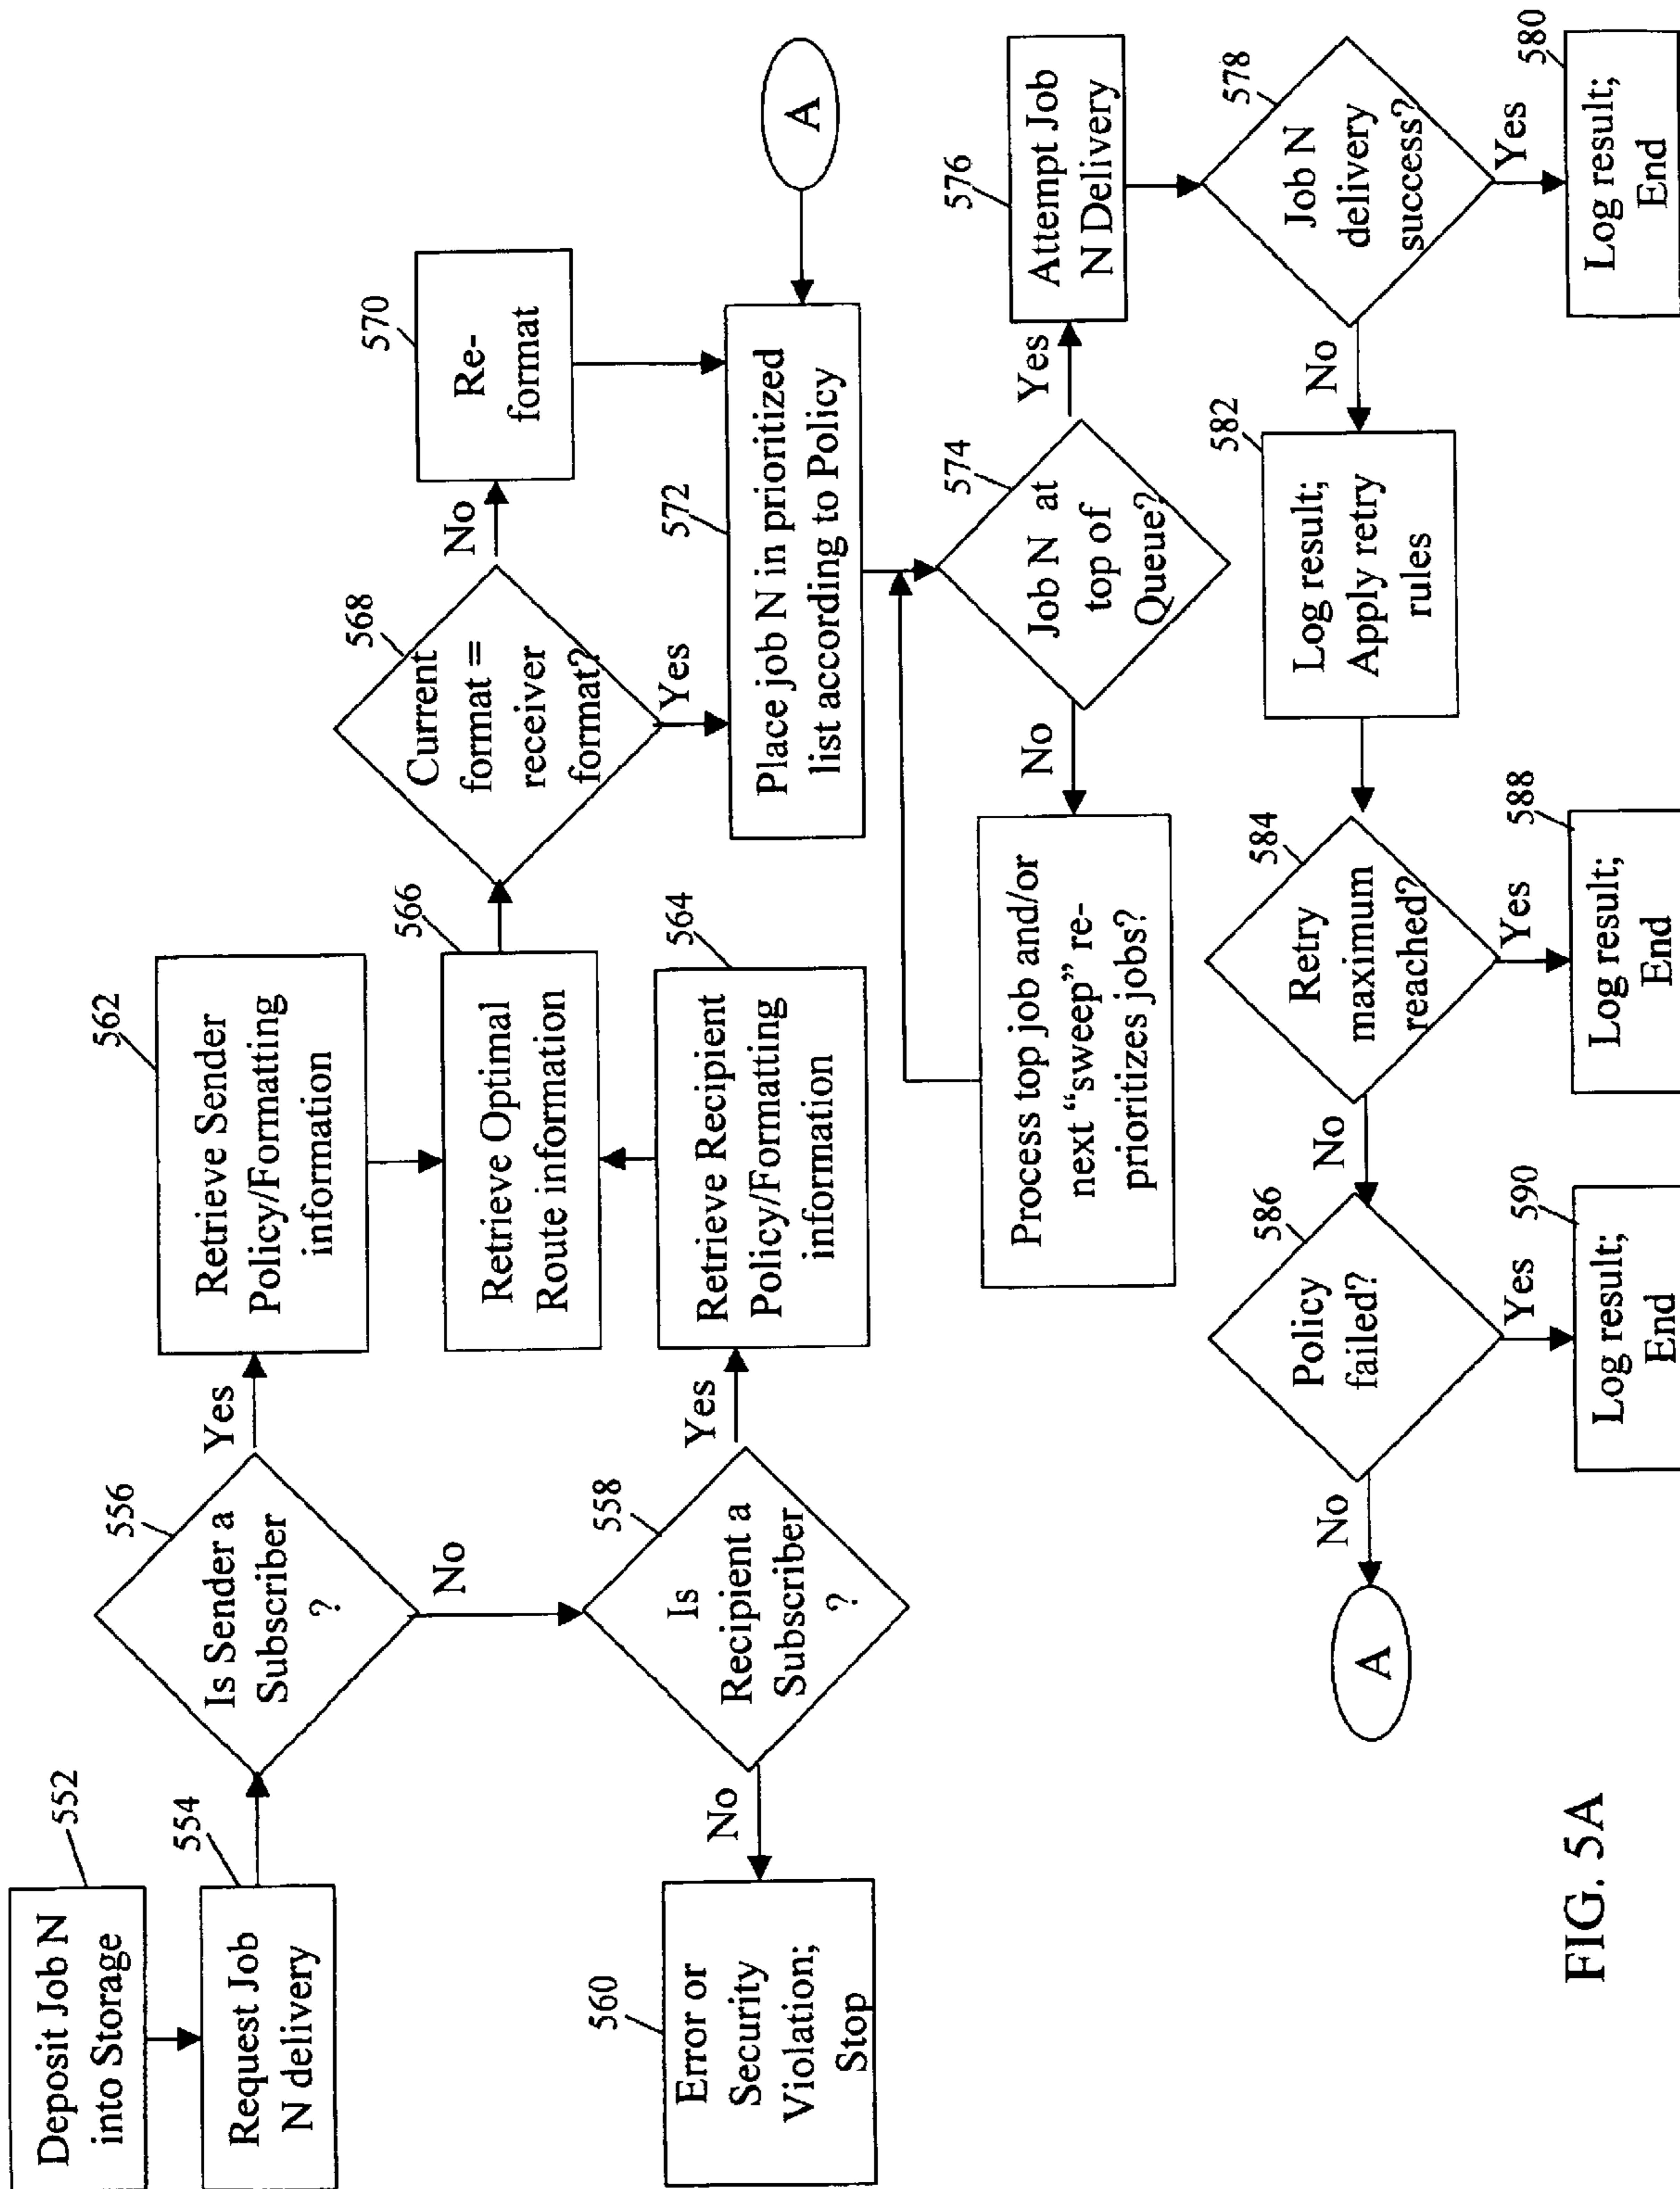 552
Deposit Job N
into Storage
554
Request Job
N delivery
556
Is Sender a
Subscriber
?
Yes
No
558
Is
Recipient a
Subscriber
?
Yes
No
560
Error or
Security
Violation;
Stop
562
Retrieve Sender
Policy/Formatting
information
566
Retrieve Optimal
Route information
564
Retrieve Recipient
Policy/Formatting
information
568
Current
format =
receiver
format?
No
Yes
570
Re-
format
A
572
Place job N in prioritized
list according to Policy
574
Job N at
top of
Queue?
Yes
No
Process top job and/or
next “sweep” re-
prioritizes jobs?
576
Attempt Job
N Delivery
578
Job N
delivery
success?
Yes
No
580
Log result;
End
582
Log result;
Apply retry
rules
584
Retry
maximum
reached?
Yes
No
588
Log result;
End
586
Policy
failed?
Yes
No
590
Log result;
End
A
FIG. 5A